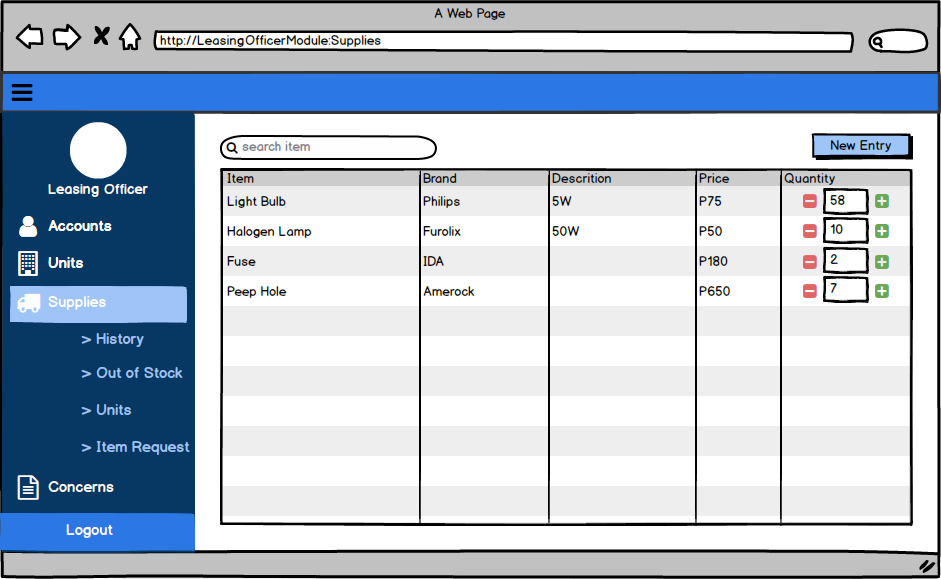 A Web Page
http://LeasingOfficerModule:Supplies
search item
New Entry
Leasing Officer
Accounts
Units
Supplies
> History
> Out of Stock
> Units
> Item Request
Concerns
Logout
Item Brand Descrition Price Quantity
Light Bulb Philips 5W P75 58
Halogen Lamp Furolix 50W P50 10
Fuse IDA P180 2
Peep Hole Amerock P650 7